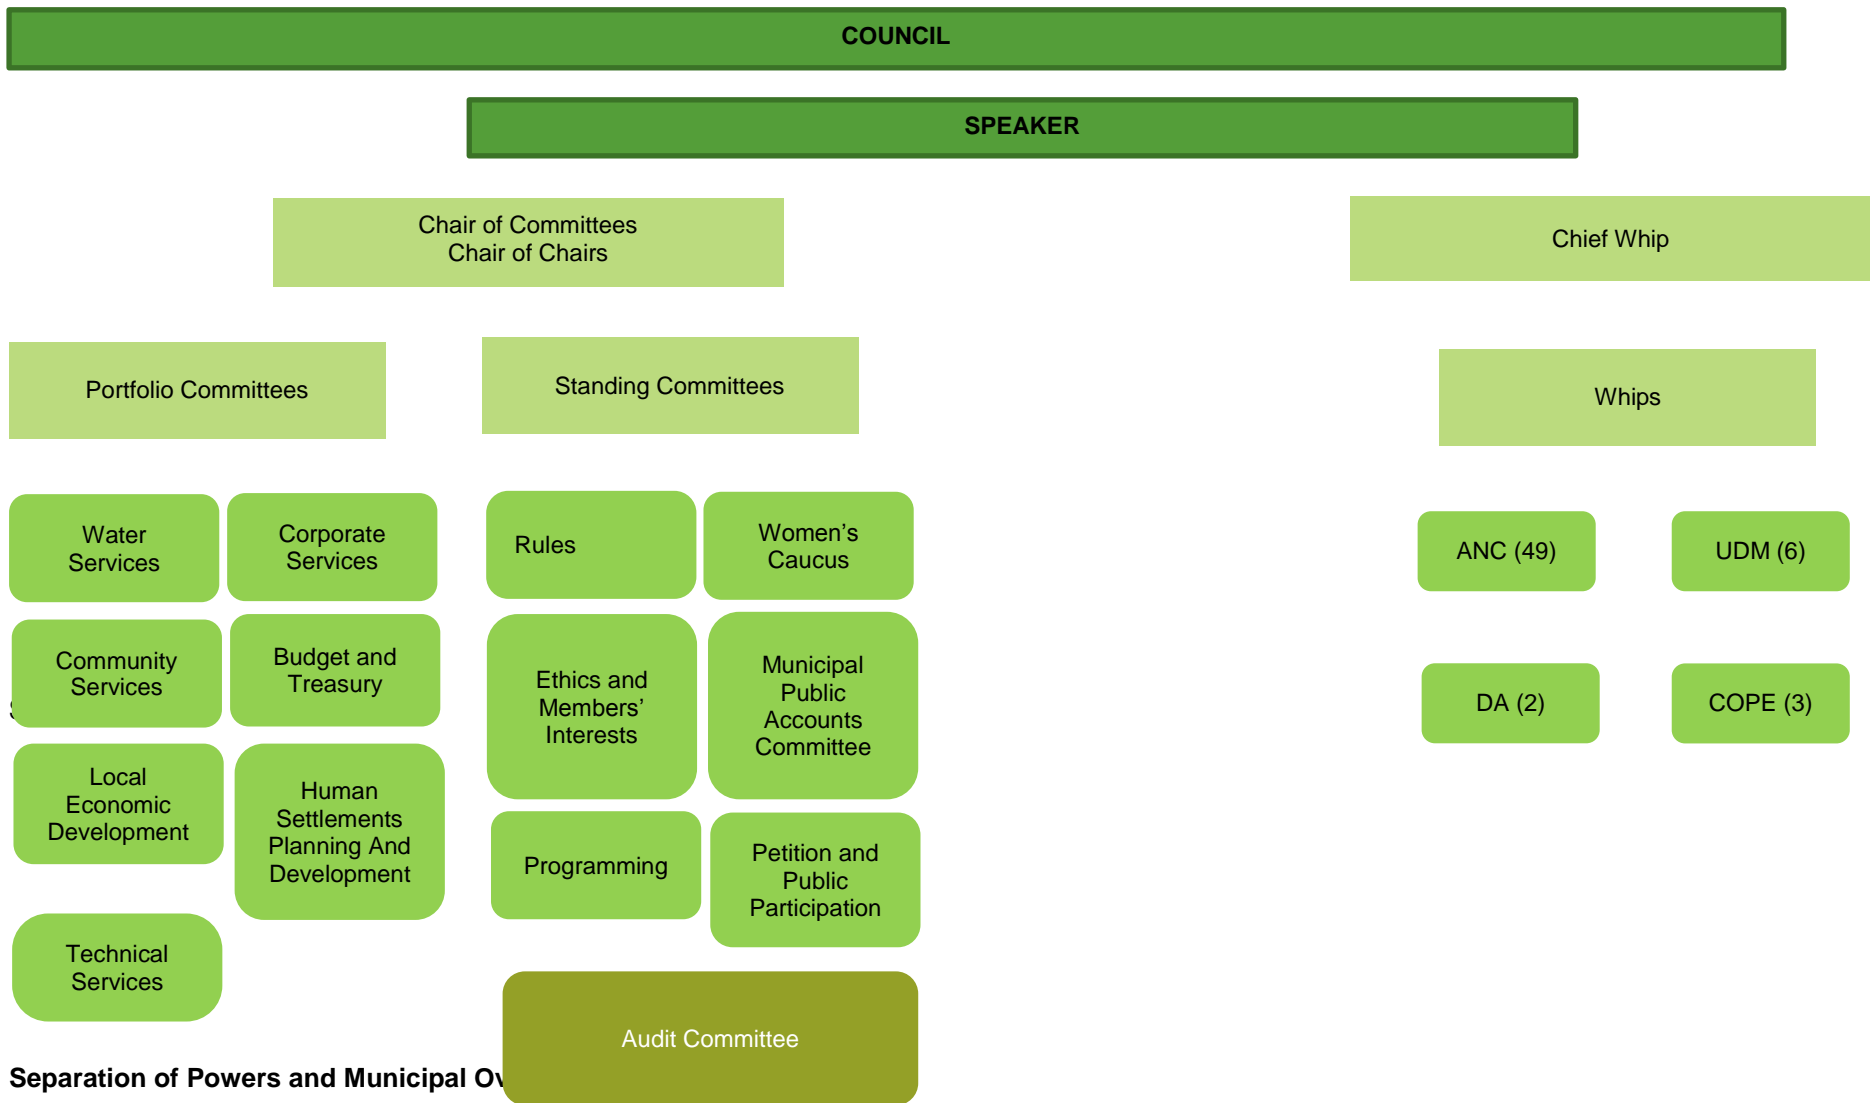 COUNCIL
SPEAKER
Chair of Committees
Chair of Chairs
Chief Whip
Portfolio Committees
Standing Committees
Whips
Water
Services
Corporate
Services
Rules
Women’s
Caucus
ANC (49)
UDM (6)
Community
Services
Budget and
Treasury
Ethics and
Members’
Interests
Municipal
Public
Accounts
Committee
DA (2)
COPE (3)
Local
Economic
Development
Human
Settlements
Planning And
Development
Programming
Petition and
Public
Participation
Technical
Services
Audit Committee
Separation of Powers and Municipal